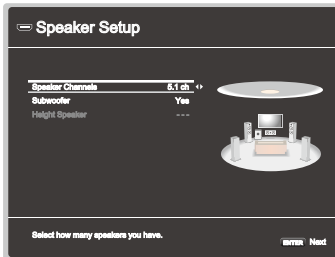 Speaker Setup
Speaker Channels 5.1 ch
Subwoofer Yes
Height Speaker ---
Select how many speakers you have.
ENTER Next